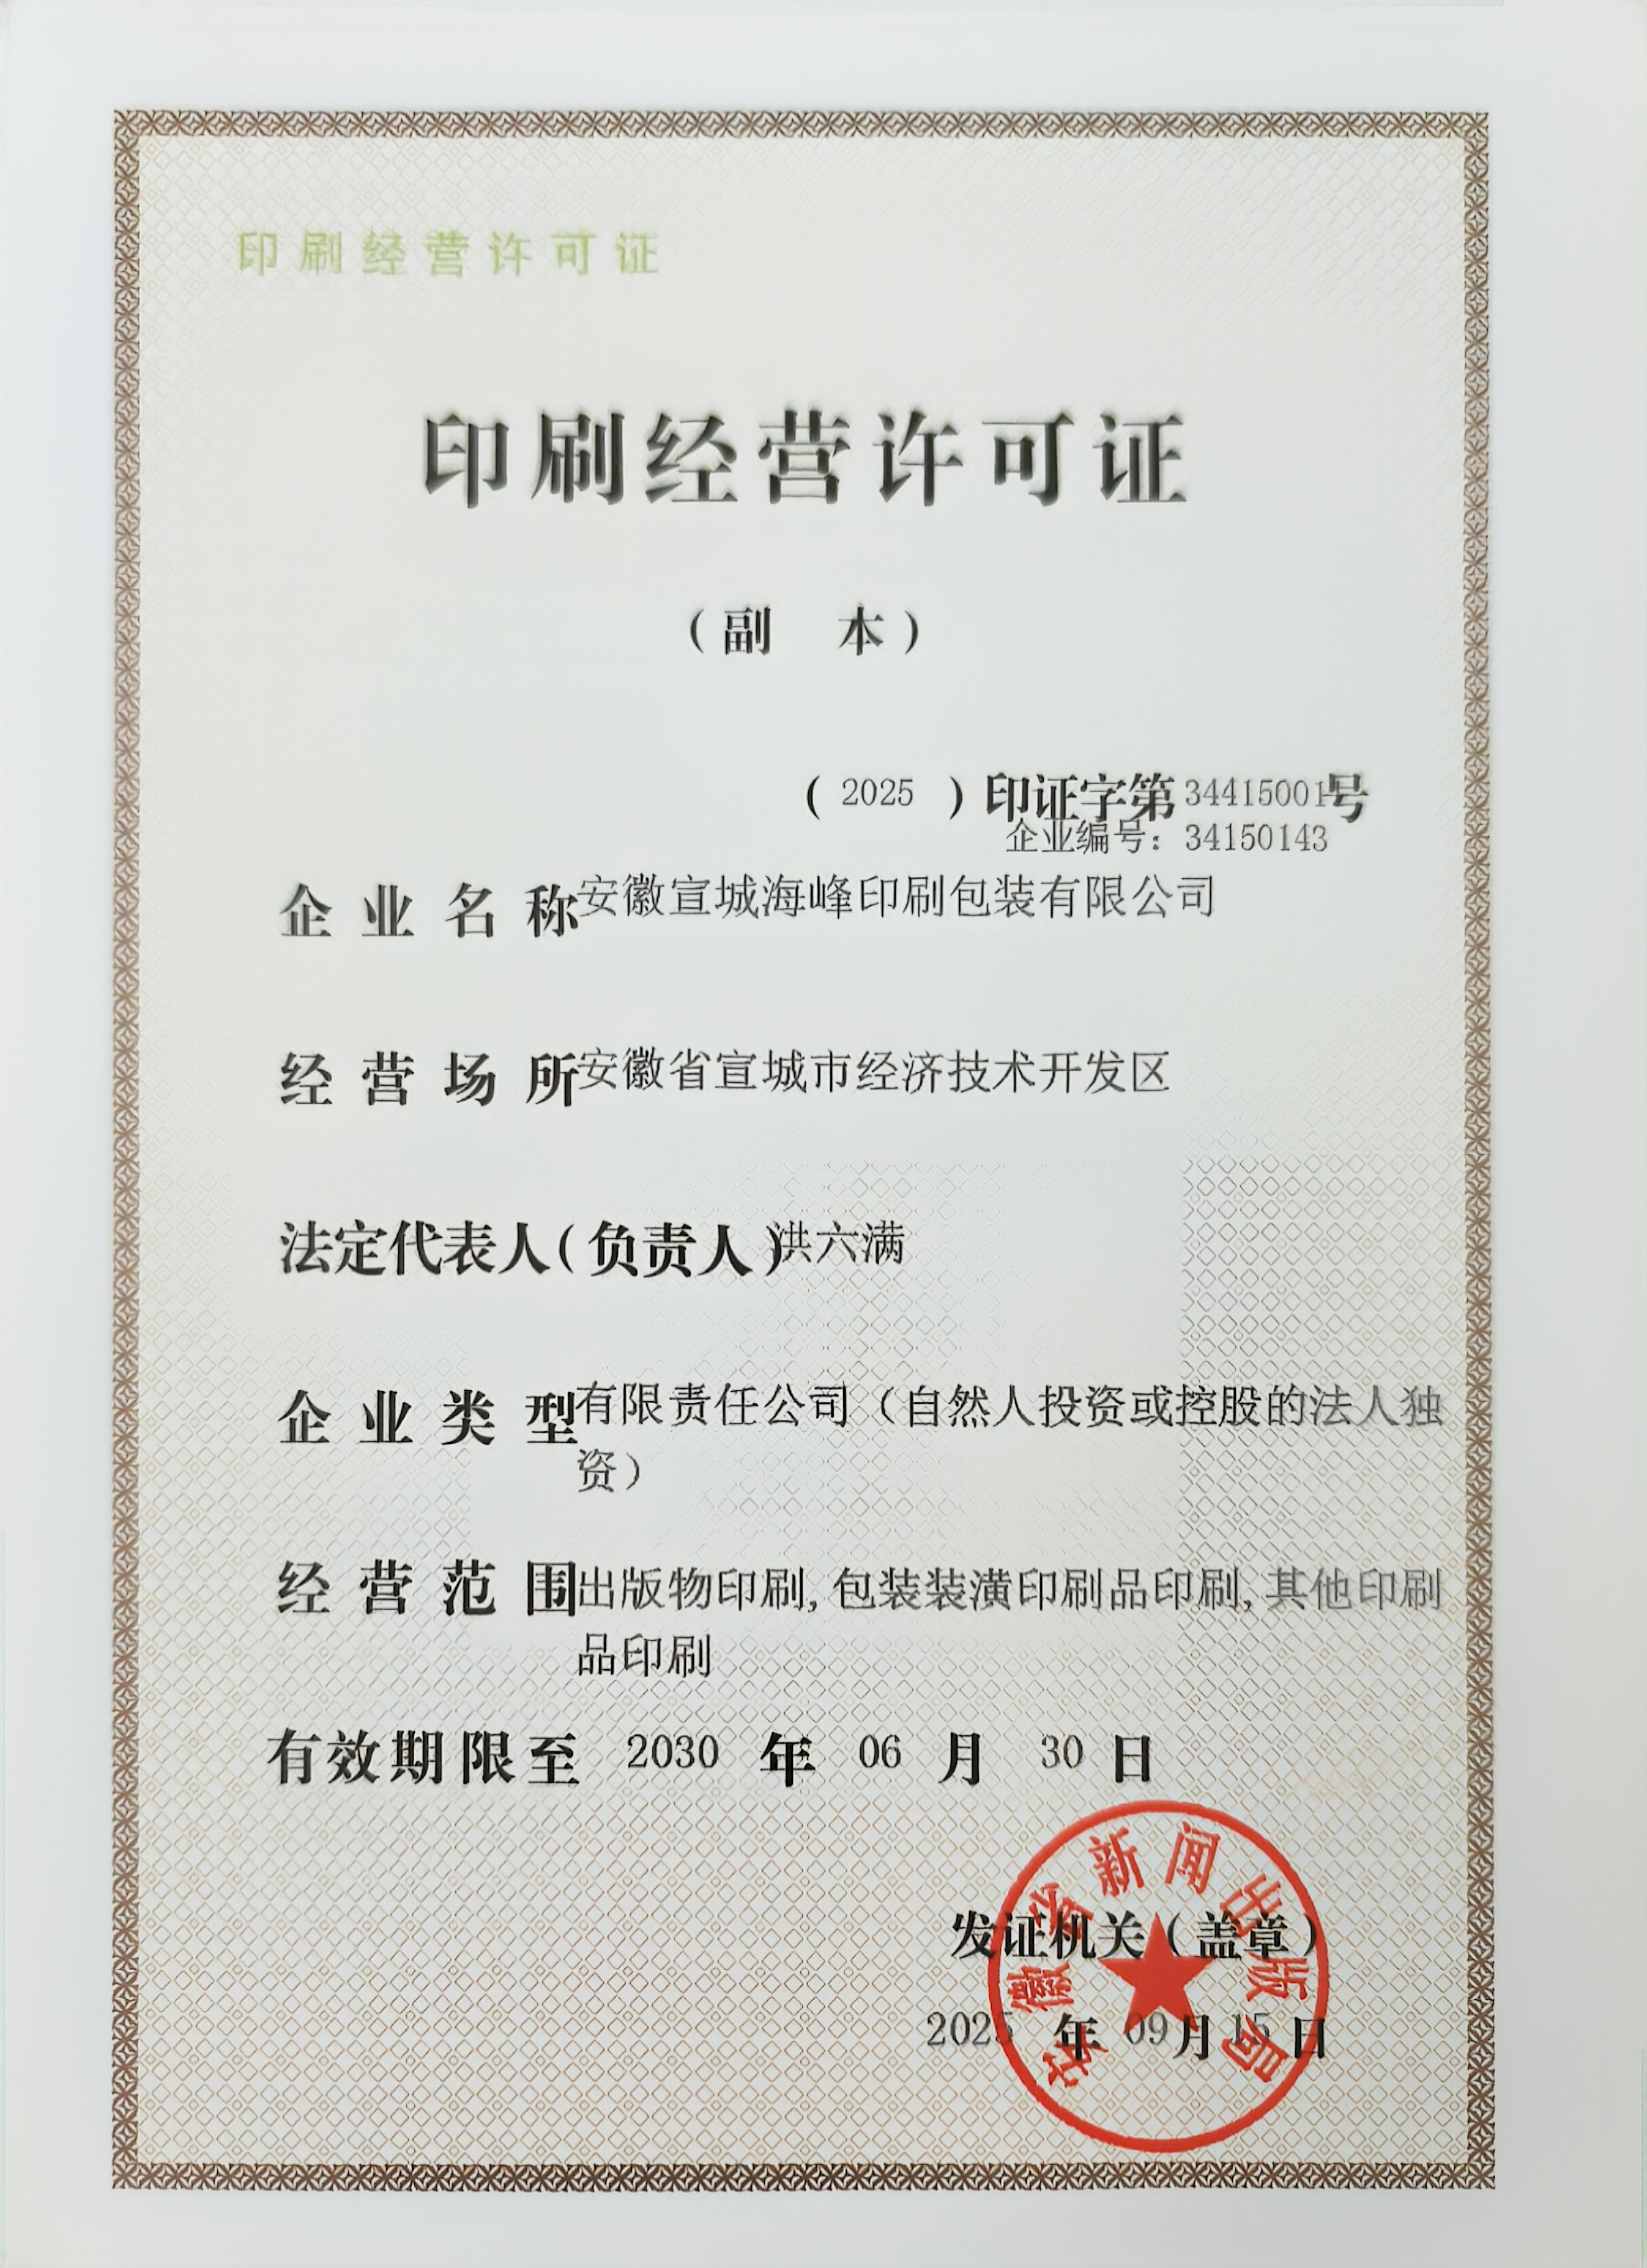 印刷经营许可证
印刷经营许可证
（副 本）
（ 2025 ）印证字第34415001号
企业编号：34150143
企业名称安徽宣城海峰印刷包装有限公司
经营场所安徽省宣城市经济技术开发区
法定代表人(负责人)洪六满
企业类型有限责任公司（自然人投资或控股的法人独
资）
经营范围出版物印刷,包装装潢印刷品印刷,其他印刷
品印刷
有效期限至 2030 年 06 月 30 日
安徽省新闻出版局
发证机关（盖章）
2025 年 09月 15 日